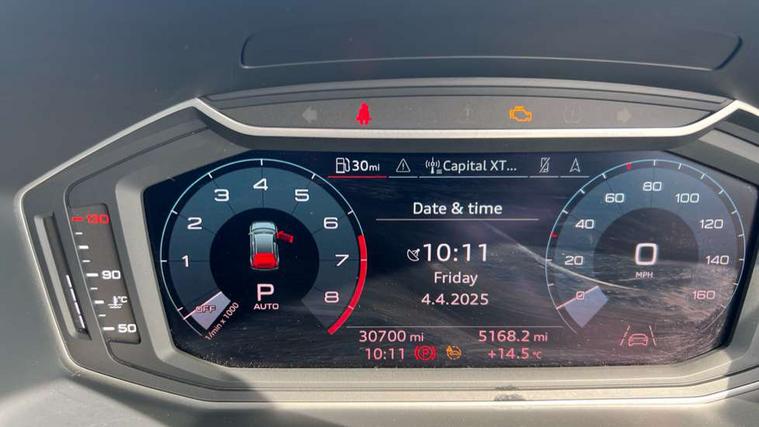 30mi Capital XT...
Date & time
10:11
Friday
4.4.2025
1 2 3 4 5 6 7 8
OFF
1/min x 1000
P
AUTO
0 20 40 60 80 100 120 140 160
0
MPH
130
90
°C
50
30700 mi 5168.2 mi
10:11 (P) +14.5 °C